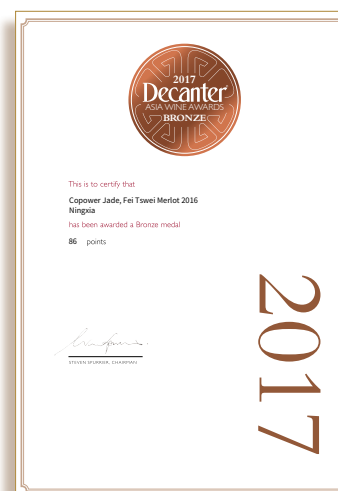 2017
Decanter
ASIA WINE AWARDS
BRONZE
This is to certify that
Copower Jade, Fei Tswei Merlot 2016
Ningxia
has been awarded a Bronze medal
86 points
STEVEN SPURRIER, CHAIRMAN
2017